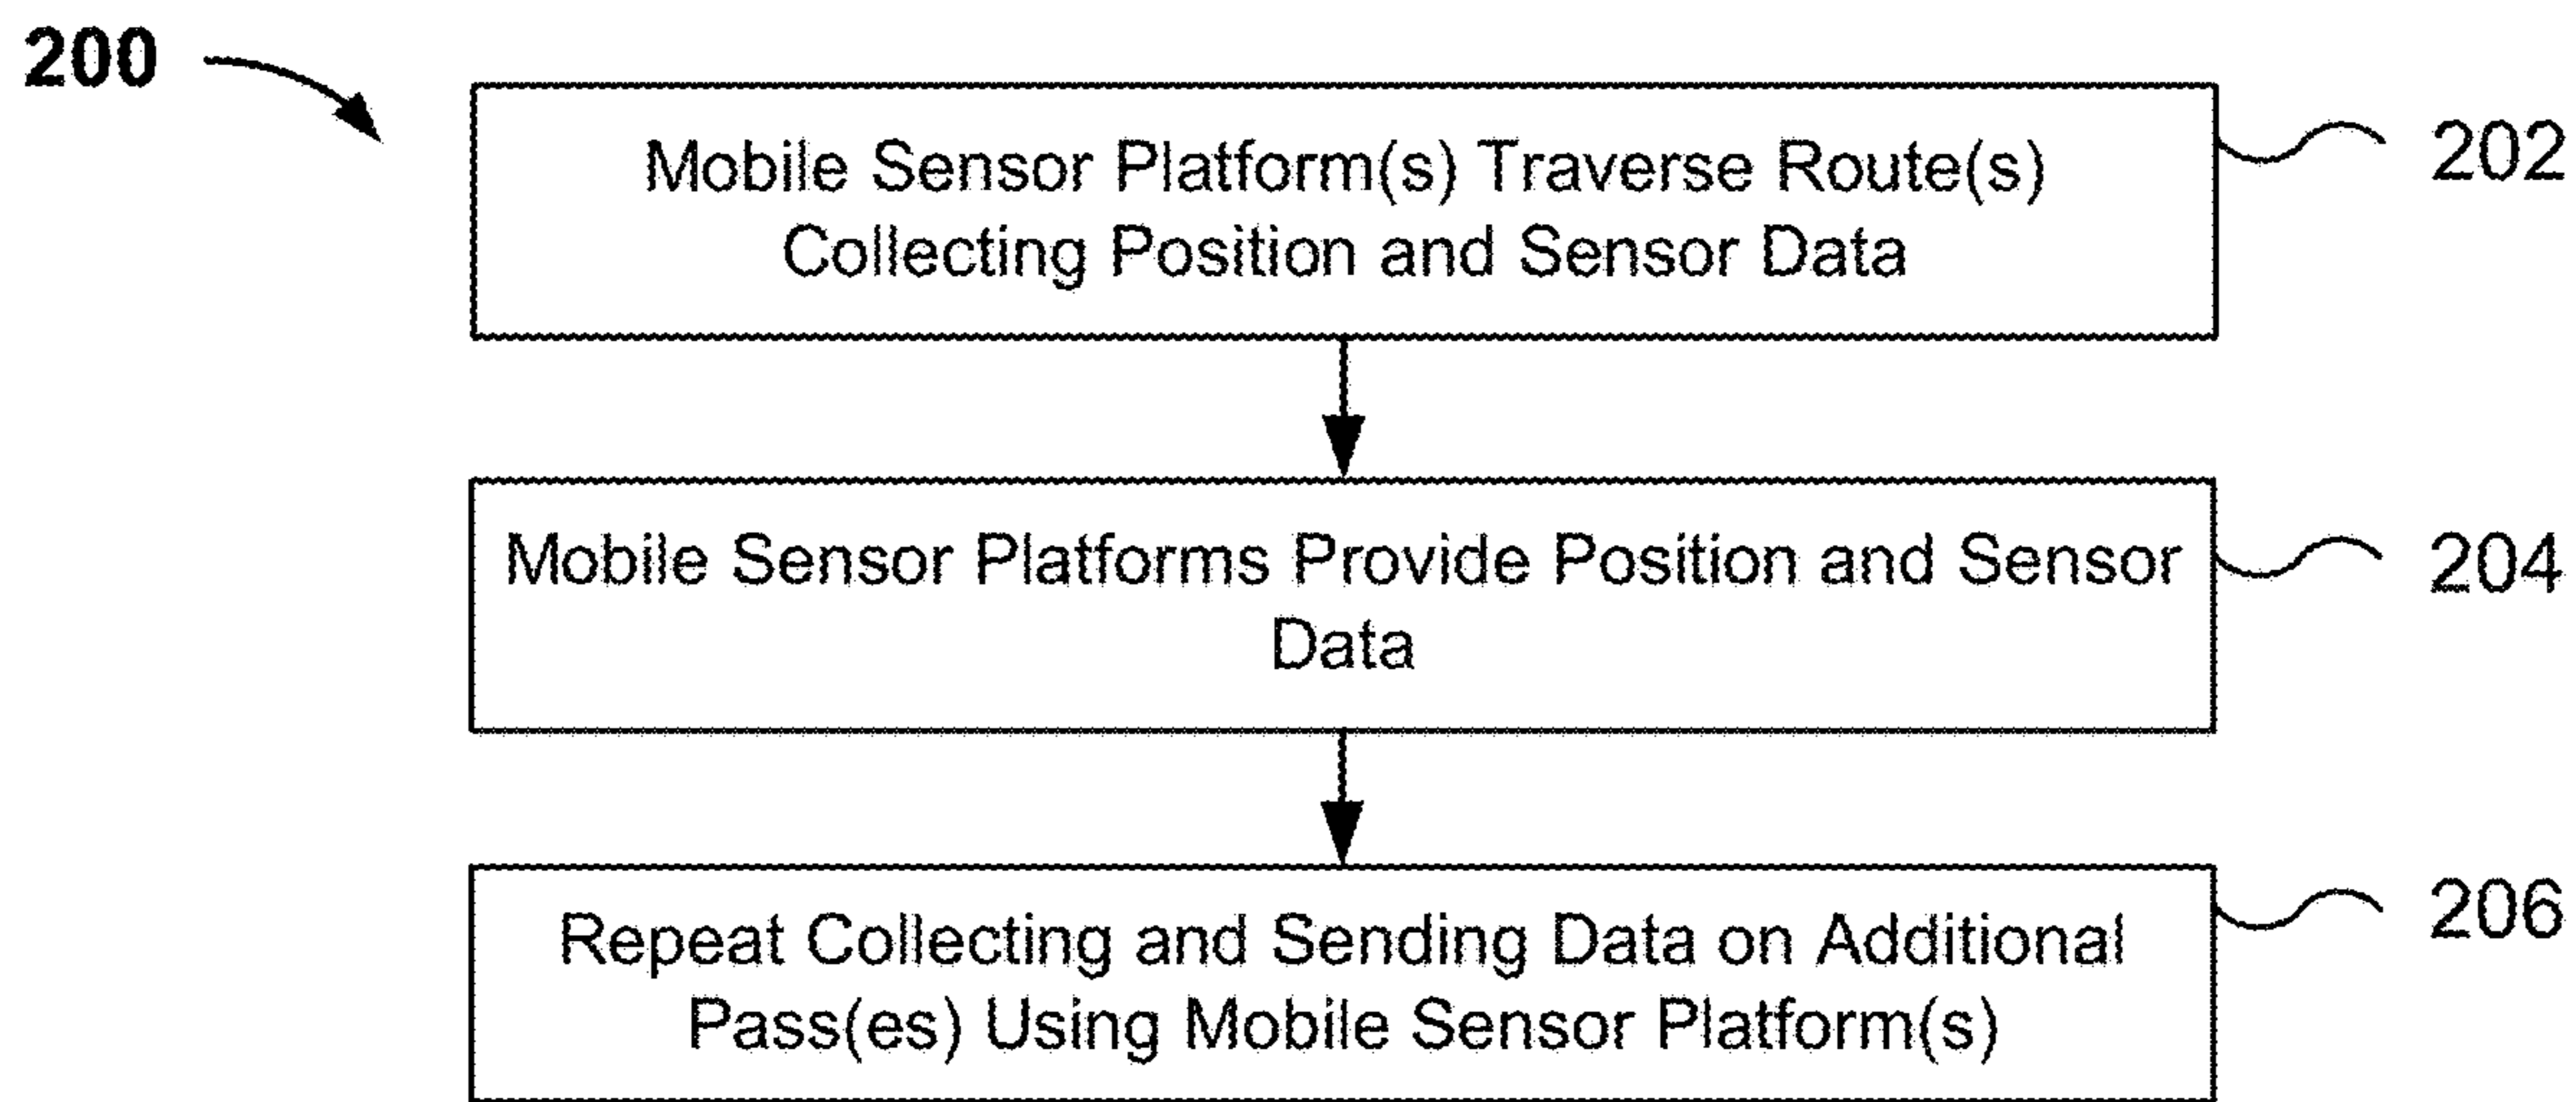 200
Mobile Sensor Platform(s) Traverse Route(s)
Collecting Position and Sensor Data
202
Mobile Sensor Platforms Provide Position and Sensor
Data
204
Repeat Collecting and Sending Data on Additional
Pass(es) Using Mobile Sensor Platform(s)
206